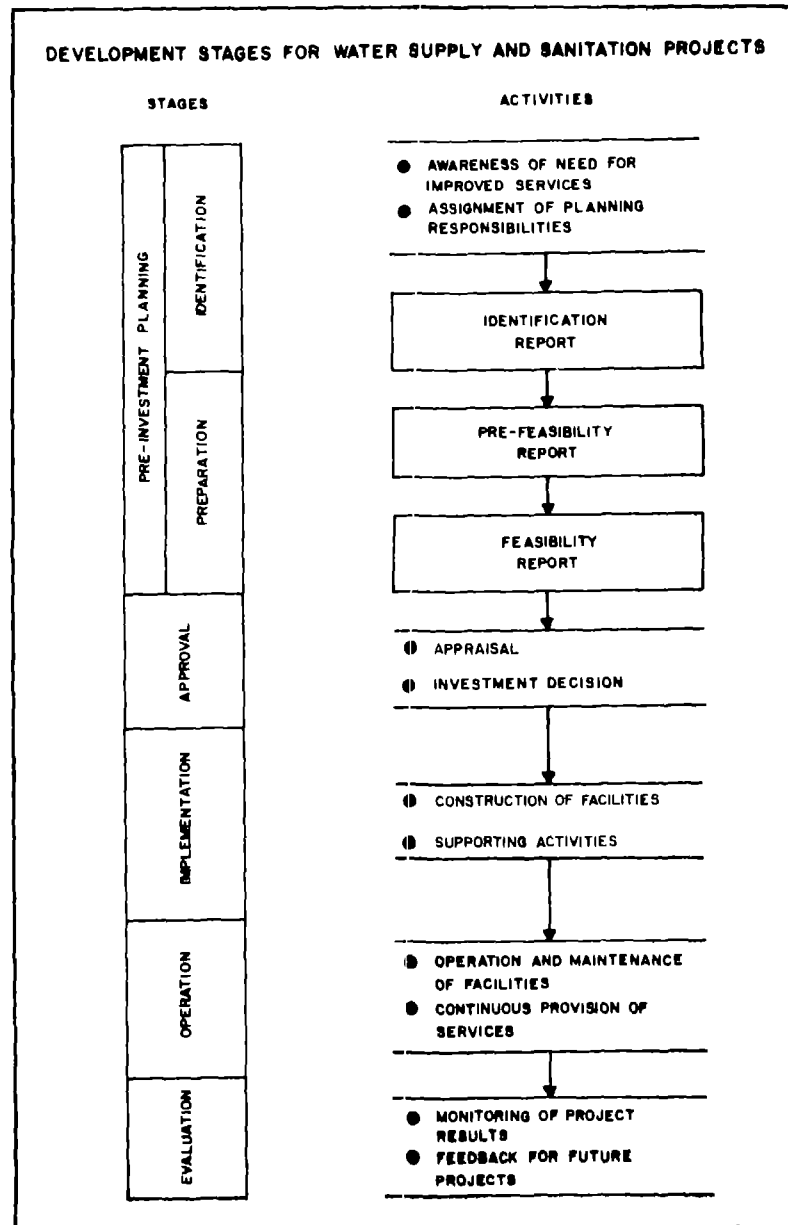 DEVELOPMENT STAGES FOR WATER SUPPLY AND SANITATION PROJECTS
STAGES
ACTIVITIES
PRE-INVESTMENT PLANNING
IDENTIFICATION
● AWARENESS OF NEED FOR
IMPROVED SERVICES
● ASSIGNMENT OF PLANNING
RESPONSIBILITIES
IDENTIFICATION
REPORT
PREPARATION
PRE-FEASIBILITY
REPORT
FEASIBILITY
REPORT
APPROVAL
● APPRAISAL
● INVESTMENT DECISION
IMPLEMENTATION
● CONSTRUCTION OF FACILITIES
● SUPPORTING ACTIVITIES
OPERATION
● OPERATION AND MAINTENANCE
OF FACILITIES
● CONTINUOUS PROVISION OF
SERVICES
EVALUATION
● MONITORING OF PROJECT
RESULTS
● FEEDBACK FOR FUTURE
PROJECTS